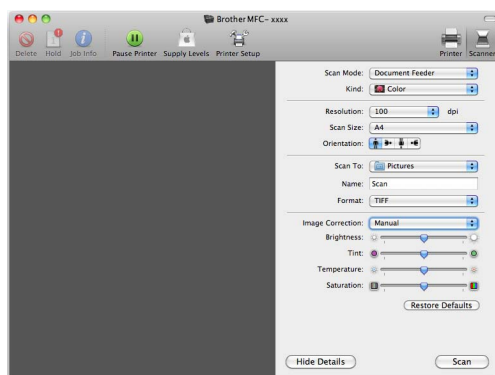 Brother MFC- xxxx
Delete Hold Job Info Pause Printer Supply Levels Printer Setup Printer Scanner
Scan Mode: Document Feeder
Kind: Color
Resolution: 100 dpi
Scan Size: A4
Orientation:
Scan To: Pictures
Name: Scan
Format: TIFF
Image Correction: Manual
Brightness:
Tint:
Temperature:
Saturation:
Restore Defaults
Hide Details Scan